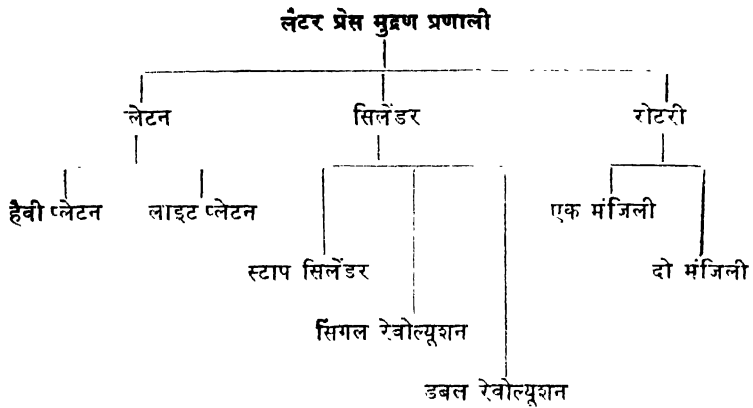 लैटर प्रेस मुद्रण प्रणाली
लेटन सिलेंडर रोटरी
हैवी प्लेटन लाइट प्लेटन एक मंजिली
स्टाप सिलेंडर दो मंजिली
सिंगल रेवोल्यूशन
डबल रेवोल्यूशन